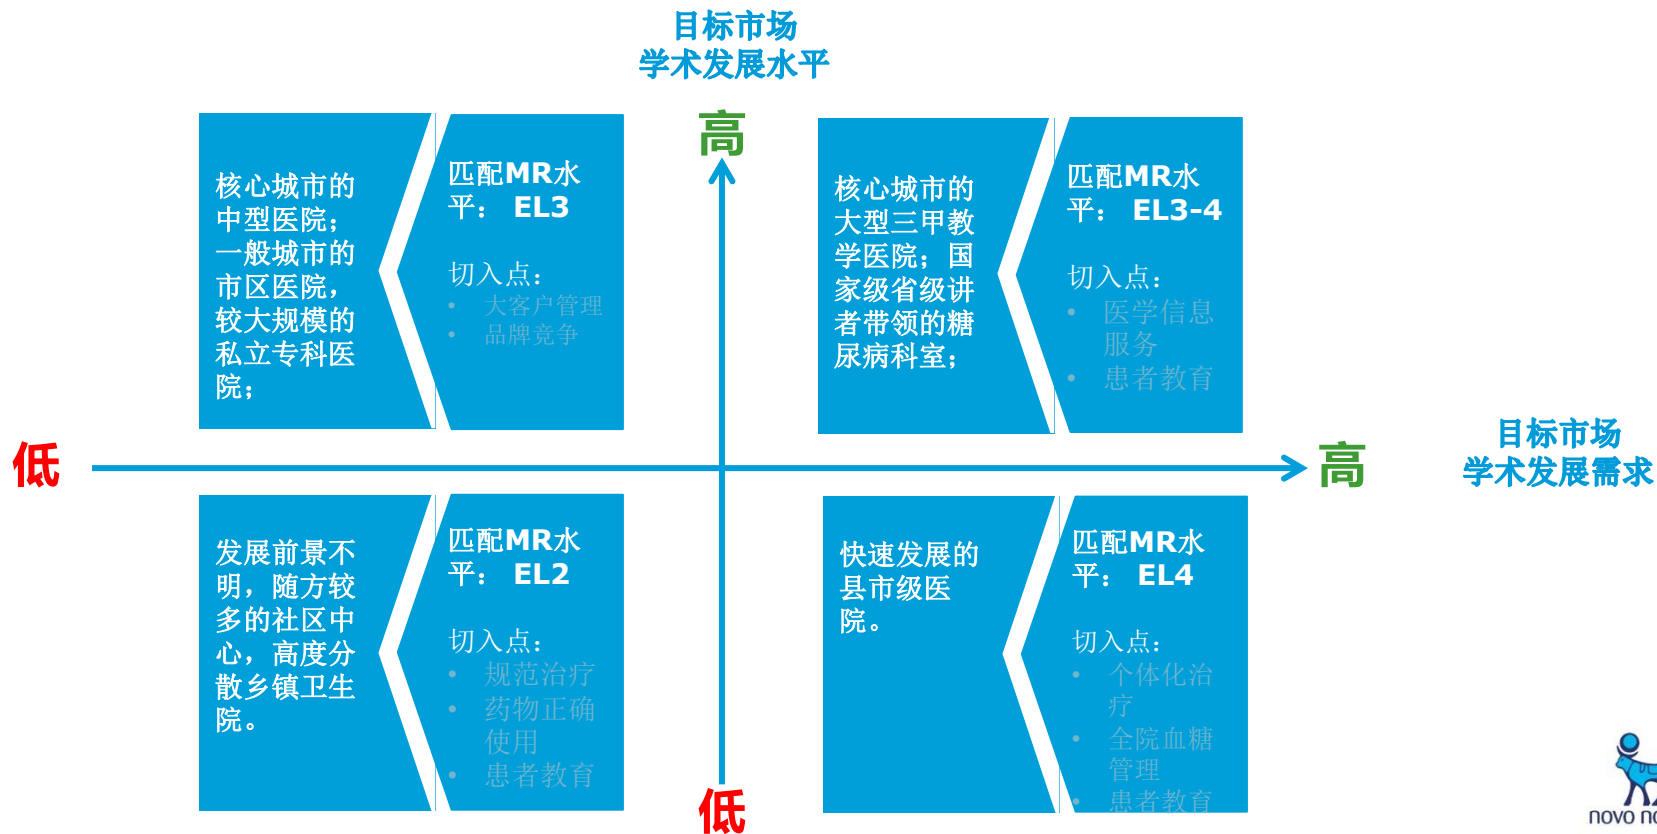 目标市场
学术发展水平
高
核心城市的
中型医院；
一般城市的
市区医院，
较大规模的
私立专科医
院；
匹配MR水
平： EL3
切入点：
• 大客户管理
• 品牌竞争
核心城市的
大型三甲教
学医院；国
家级省级讲
者带领的糖
尿病科室；
匹配MR水
平： EL3-4
切入点：
• 医学信息
服务
• 患者教育
低
高
目标市场
学术发展需求
发展前景不
明，随方较
多的社区中
心，高度分
散乡镇卫生
院。
匹配MR水
平： EL2
切入点：
• 规范治疗
• 药物正确
使用
• 患者教育
快速发展的
县市级医
院。
匹配MR水
平： EL4
切入点：
• 个体化治
疗
• 全院血糖
管理
• 患者教育
低
novo no